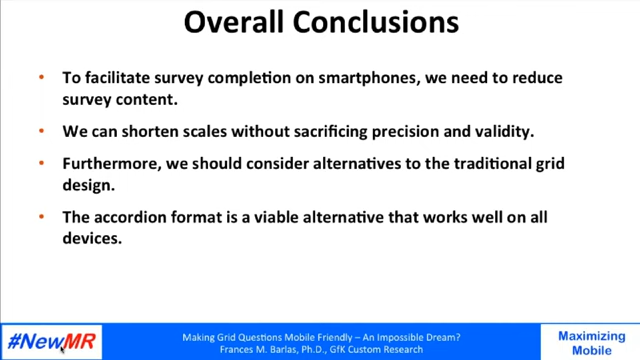 Overall Conclusions
• To facilitate survey completion on smartphones, we need to reduce
survey content.
• We can shorten scales without sacrificing precision and validity.
• Furthermore, we should consider alternatives to the traditional grid
design.
• The accordion format is a viable alternative that works well on all
devices.
#NewMR
Making Grid Questions Mobile Friendly – An Impossible Dream?
Frances M. Barlas, Ph.D., GfK Custom Research
Maximizing
Mobile